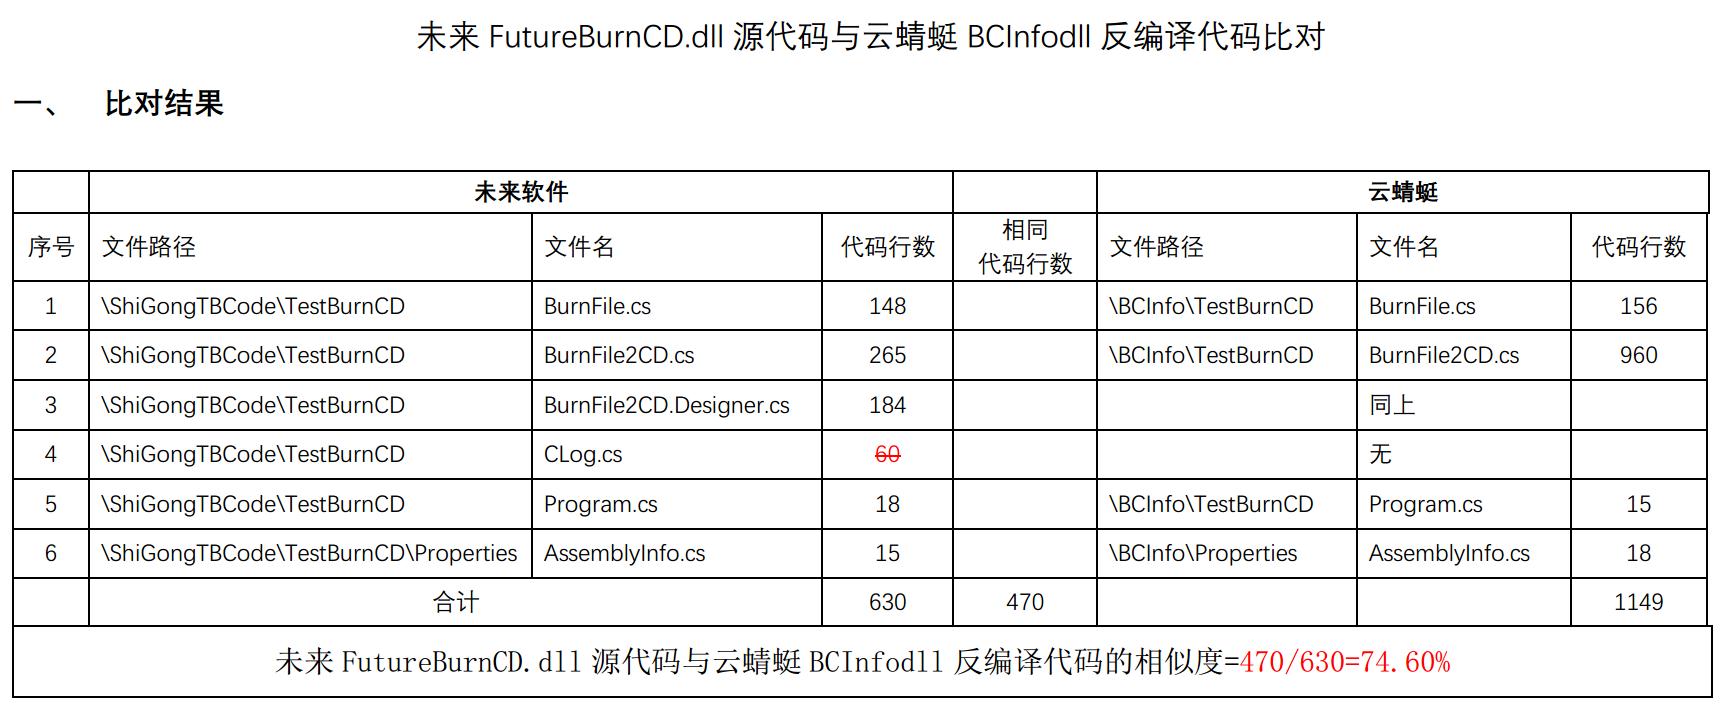 未来 FutureBurnCD.dll 源代码与云蜻蜓 BCInfodll 反编译代码比对
一、 比对结果
未来软件 云蜻蜓
序号 文件路径 文件名 代码行数 相同代码行数 文件路径 文件名 代码行数
1 \ShiGongTBCode\TestBurnCD BurnFile.cs 148 \BCInfo\TestBurnCD BurnFile.cs 156
2 \ShiGongTBCode\TestBurnCD BurnFile2CD.cs 265 \BCInfo\TestBurnCD BurnFile2CD.cs 960
3 \ShiGongTBCode\TestBurnCD BurnFile2CD.Designer.cs 184 同上
4 \ShiGongTBCode\TestBurnCD CLog.cs 60 无
5 \ShiGongTBCode\TestBurnCD Program.cs 18 \BCInfo\TestBurnCD Program.cs 15
6 \ShiGongTBCode\TestBurnCD\Properties AssemblyInfo.cs 15 \BCInfo\Properties AssemblyInfo.cs 18
合计 630 470 1149
未来 FutureBurnCD.dll 源代码与云蜻蜓 BCInfodll 反编译代码的相似度=470/630=74.60%